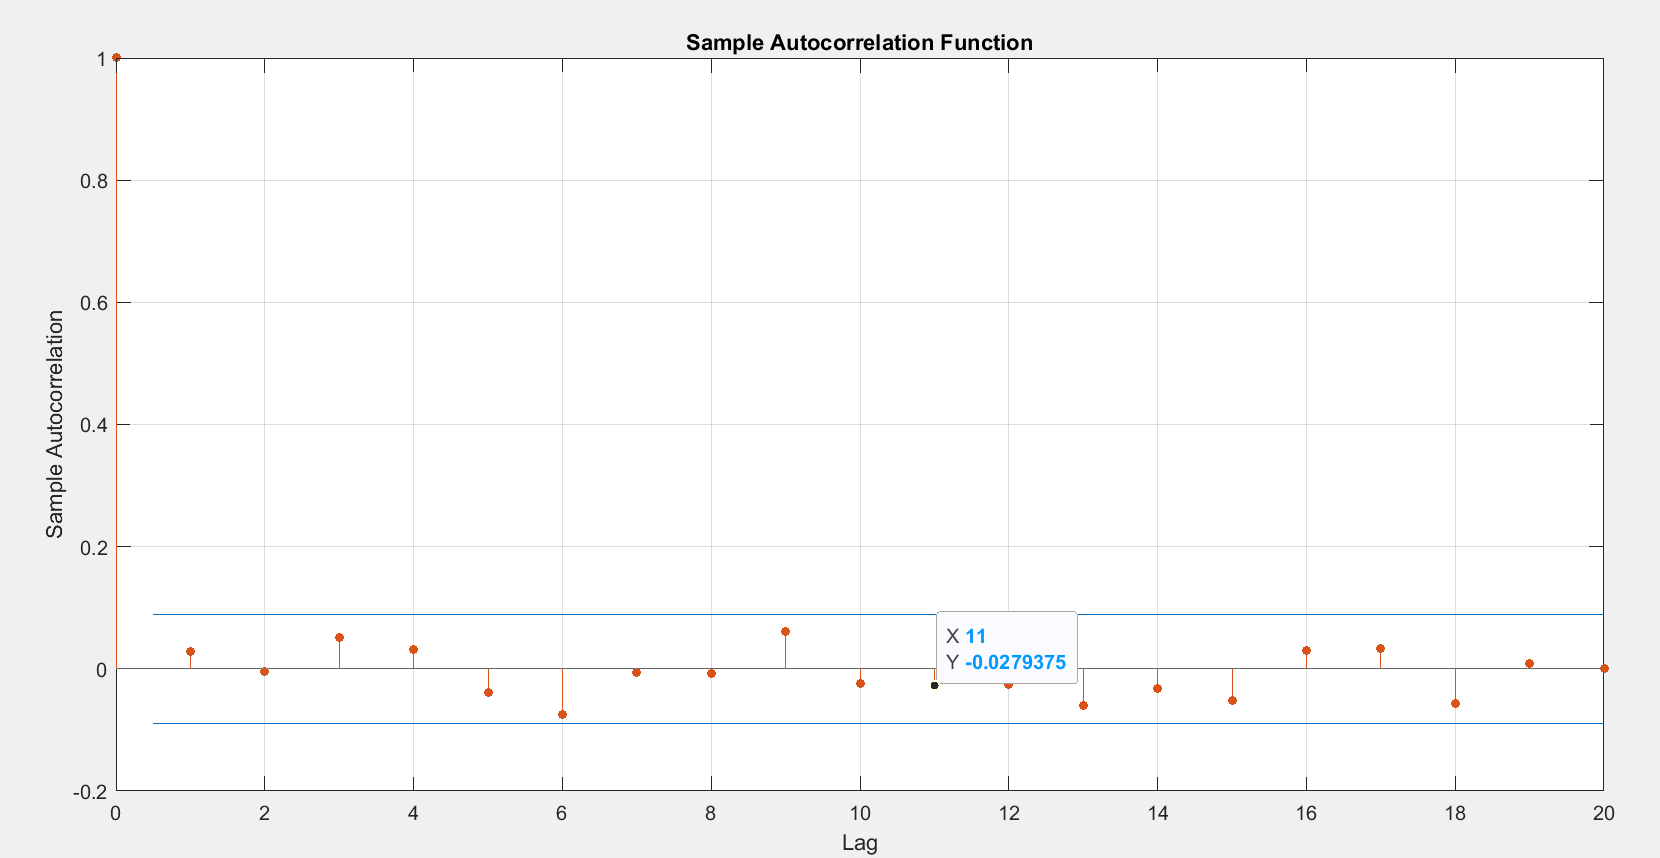 Sample Autocorrelation Function
1
0.8
0.6
0.4
0.2
0
-0.2
Sample Autocorrelation
X 11
Y -0.0279375
0 2 4 6 8 10 12 14 16 18 20
Lag